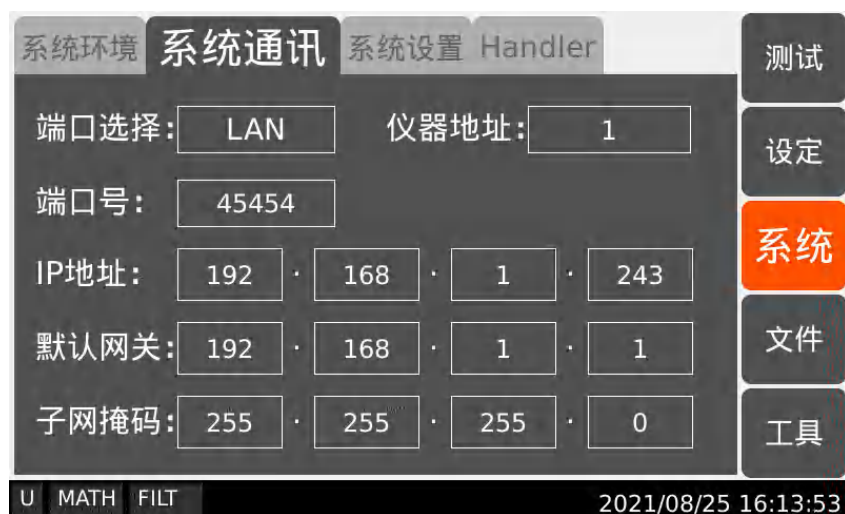 系统环境 系统通讯 系统设置 Handler
测试
端口选择: LAN 仪器地址: 1
设定
端口号: 45454
系统
IP地址: 192 · 168 · 1 · 243
默认网关: 192 · 168 · 1 · 1
文件
子网掩码: 255 · 255 · 255 · 0
工具
U MATH FILT 2021/08/25 16:13:53